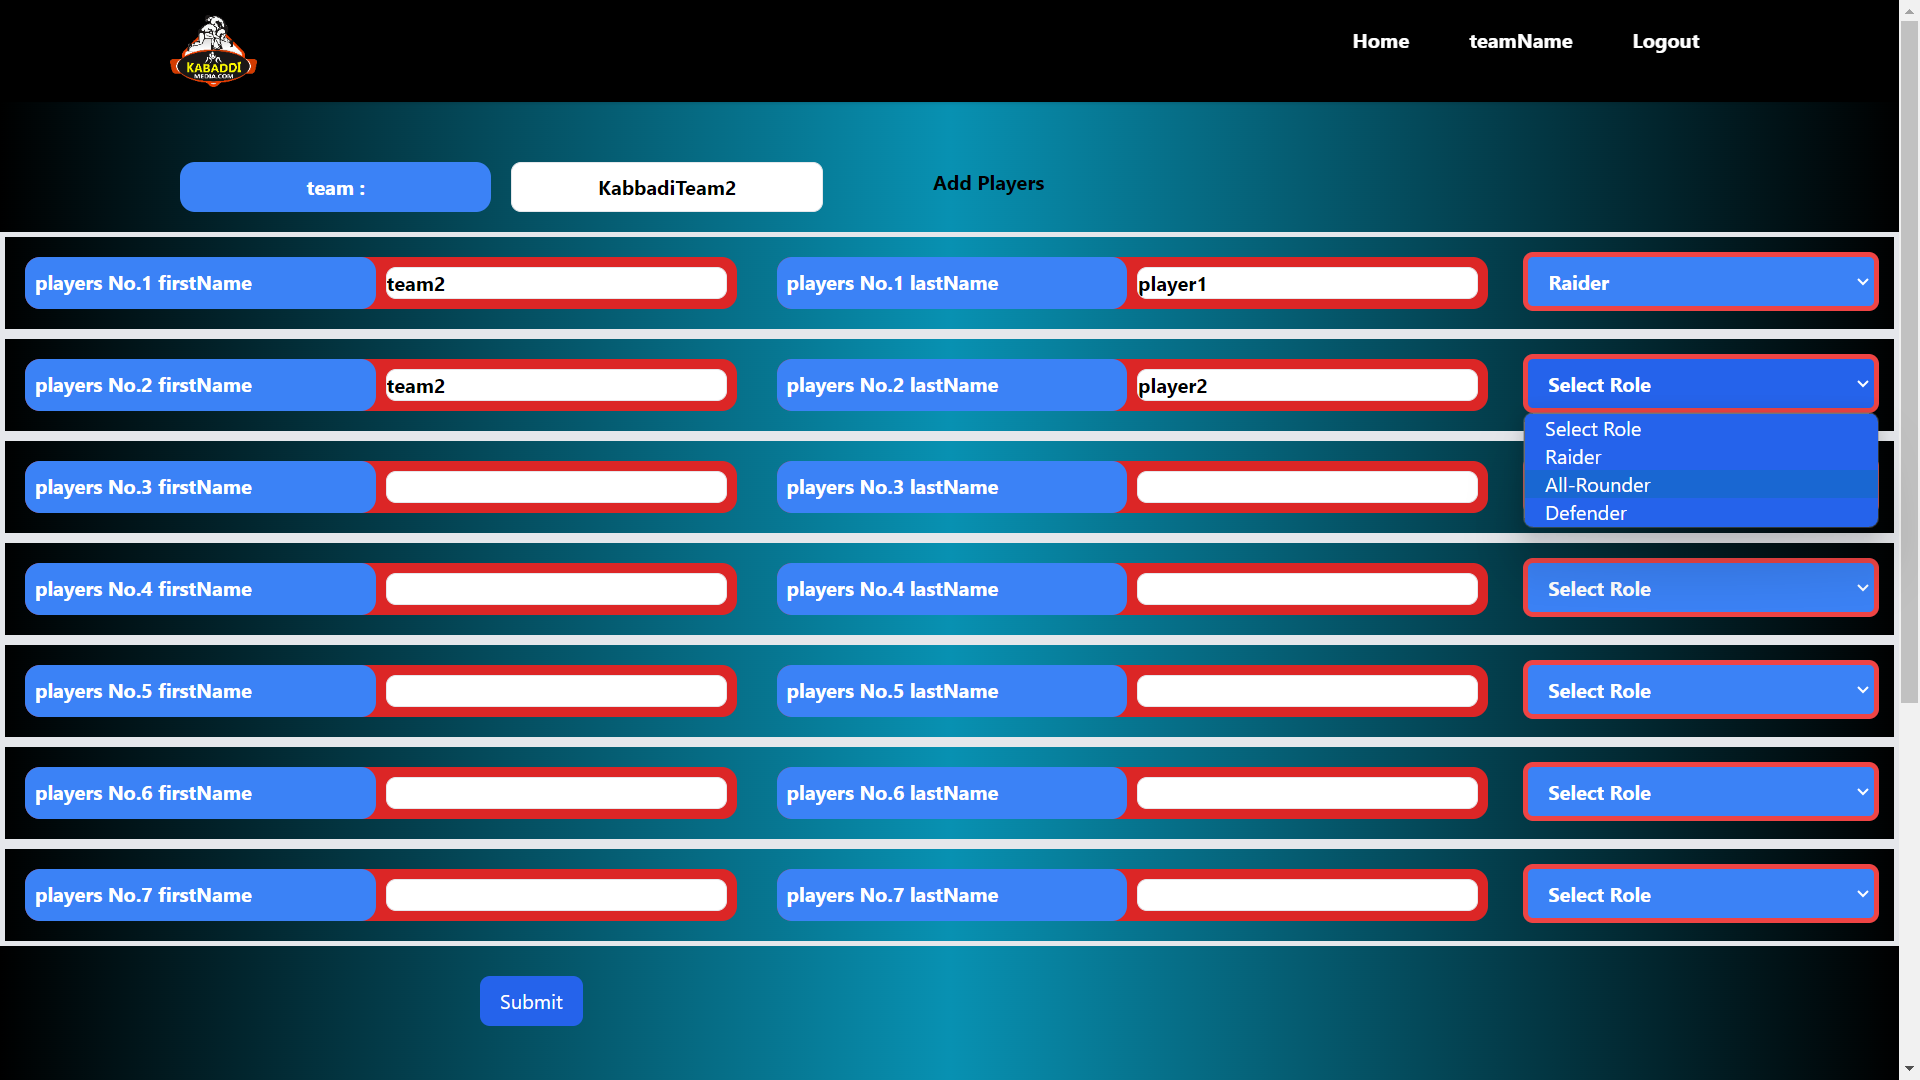 KABADDI
MEDIA.COM
Home teamName Logout
team : KabbadiTeam2 Add Players
players No.1 firstName team2 players No.1 lastName player1 Raider
players No.2 firstName team2 players No.2 lastName player2 Select Role
Select Role
Raider
players No.3 firstName players No.3 lastName All-Rounder
Defender
players No.4 firstName players No.4 lastName Select Role
players No.5 firstName players No.5 lastName Select Role
players No.6 firstName players No.6 lastName Select Role
players No.7 firstName players No.7 lastName Select Role
Submit